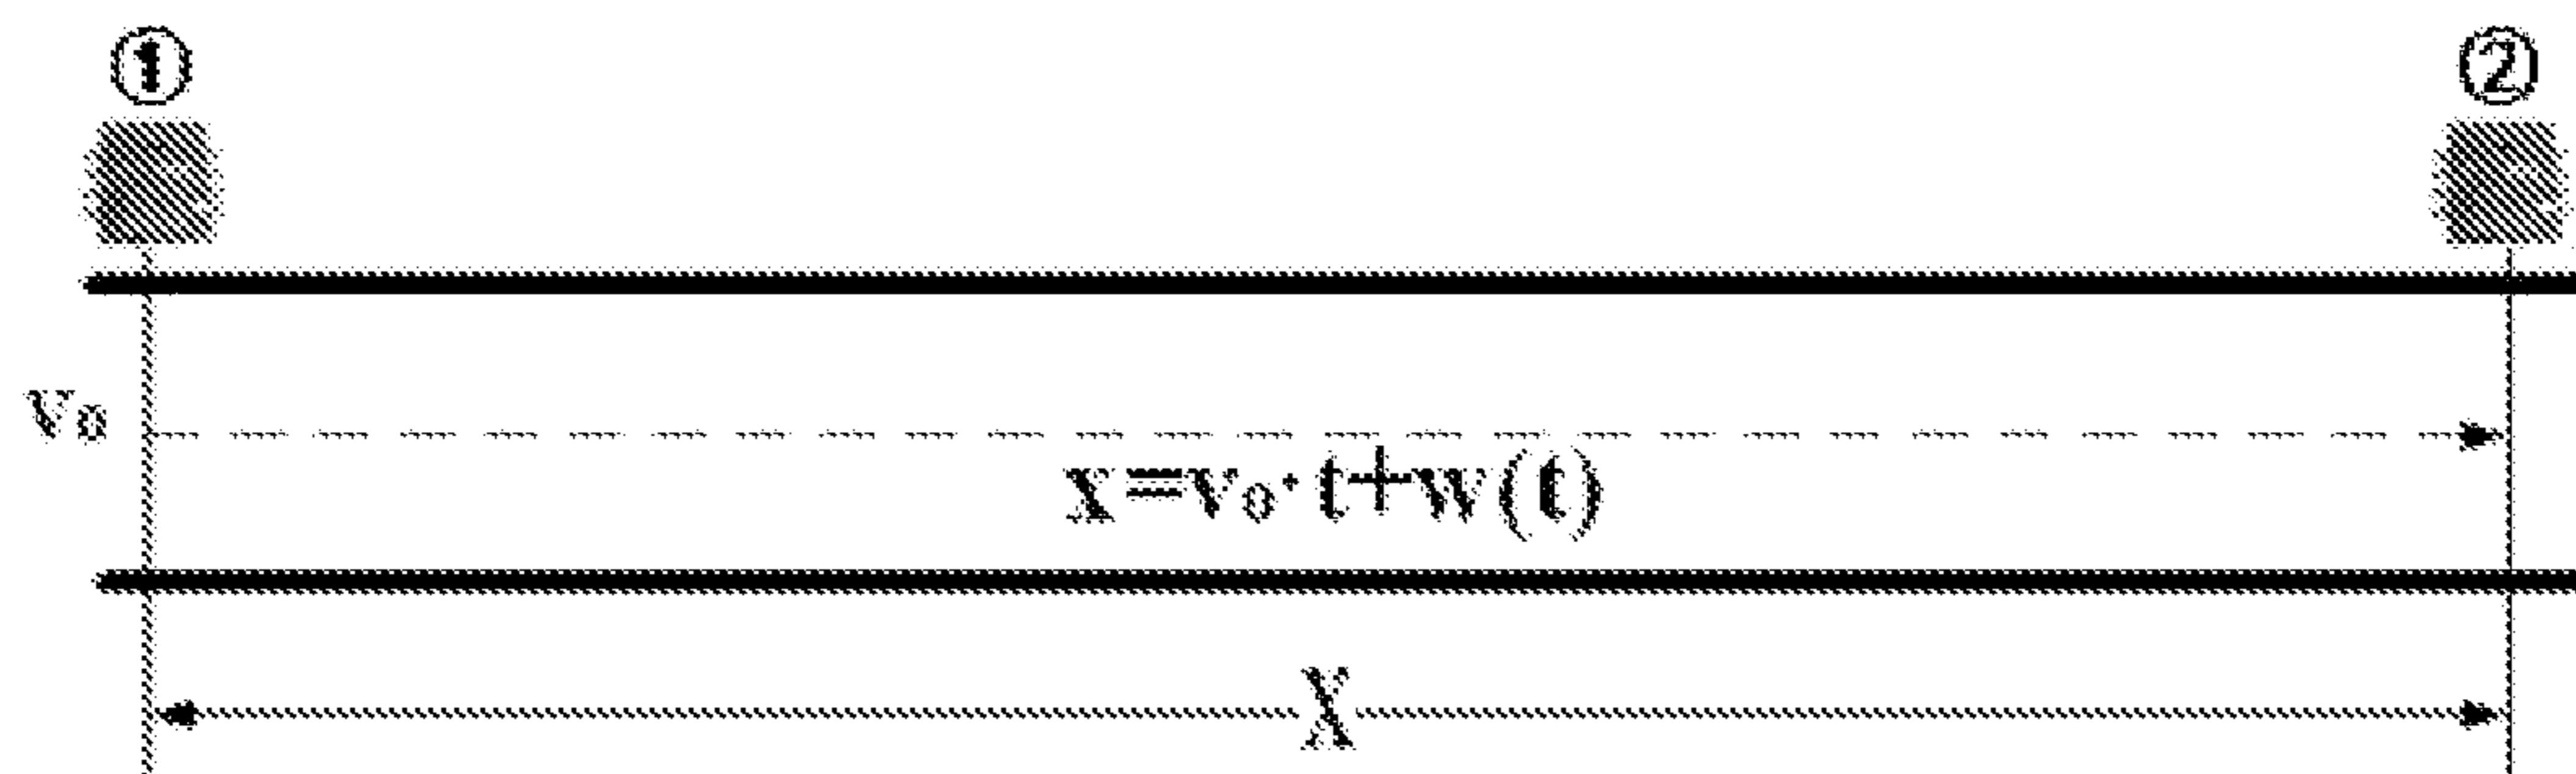 ① ②
v₀
x=v₀·t+w(t)
X